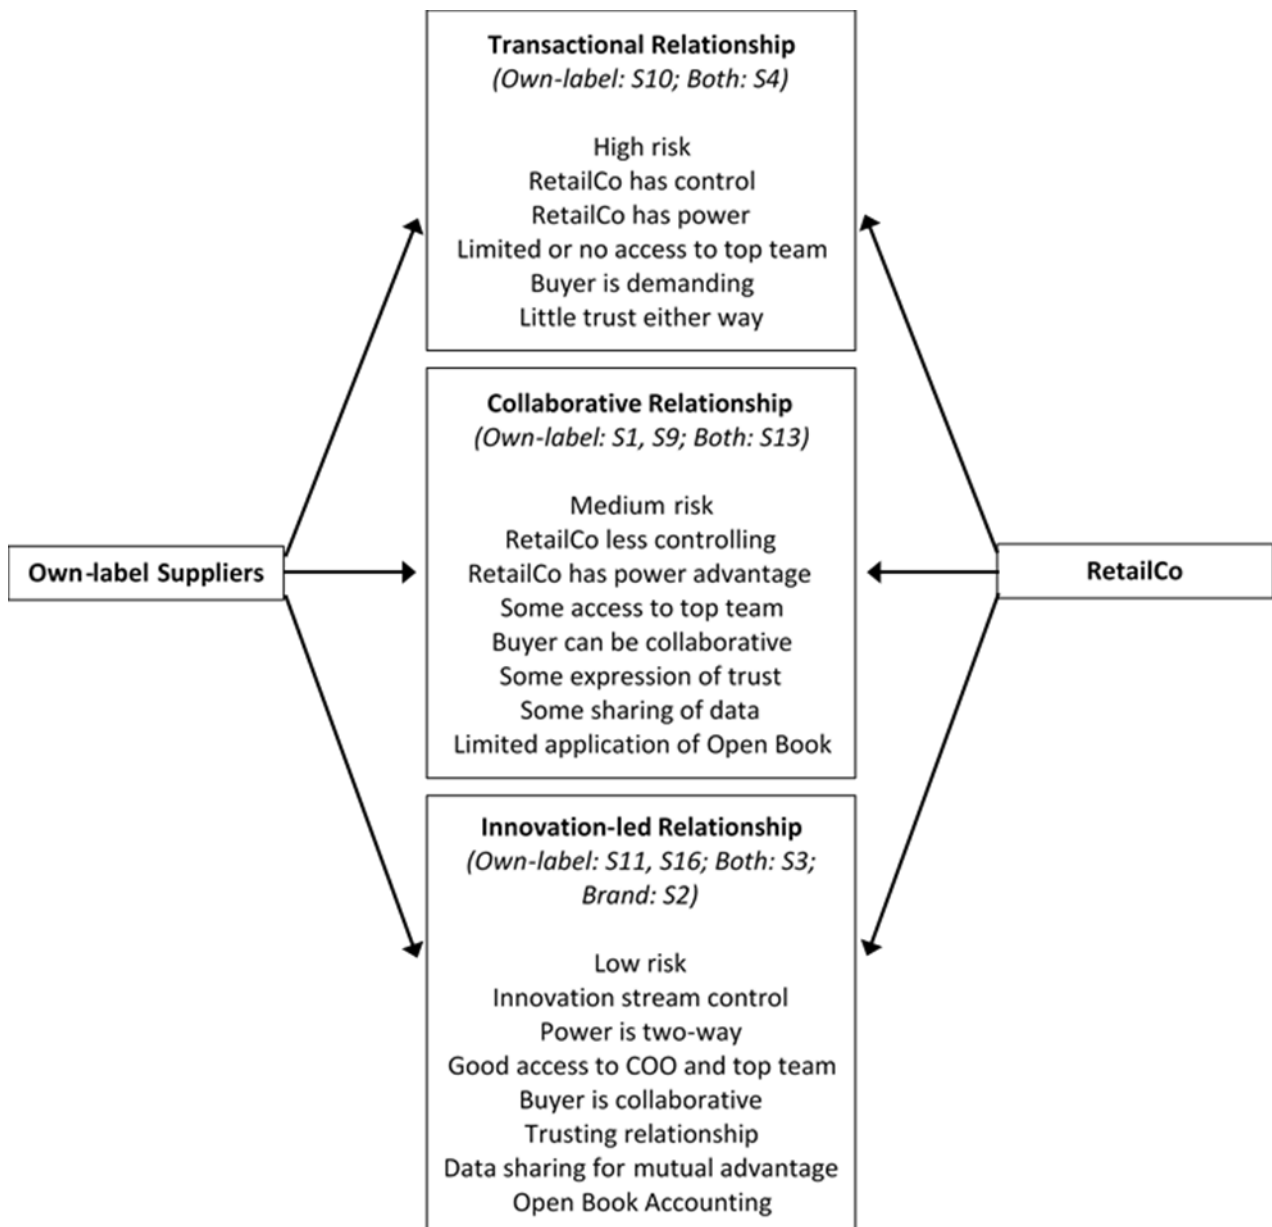 Transactional Relationship
(Own-label: S10; Both: S4)
High risk
RetailCo has control
RetailCo has power
Limited or no access to top team
Buyer is demanding
Little trust either way
Collaborative Relationship
(Own-label: S1, S9; Both: S13)
Medium risk
RetailCo less controlling
RetailCo has power advantage
Some access to top team
Buyer can be collaborative
Some expression of trust
Some sharing of data
Limited application of Open Book
Own-label Suppliers
RetailCo
Innovation-led Relationship
(Own-label: S11, S16; Both: S3;
Brand: S2)
Low risk
Innovation stream control
Power is two-way
Good access to COO and top team
Buyer is collaborative
Trusting relationship
Data sharing for mutual advantage
Open Book Accounting